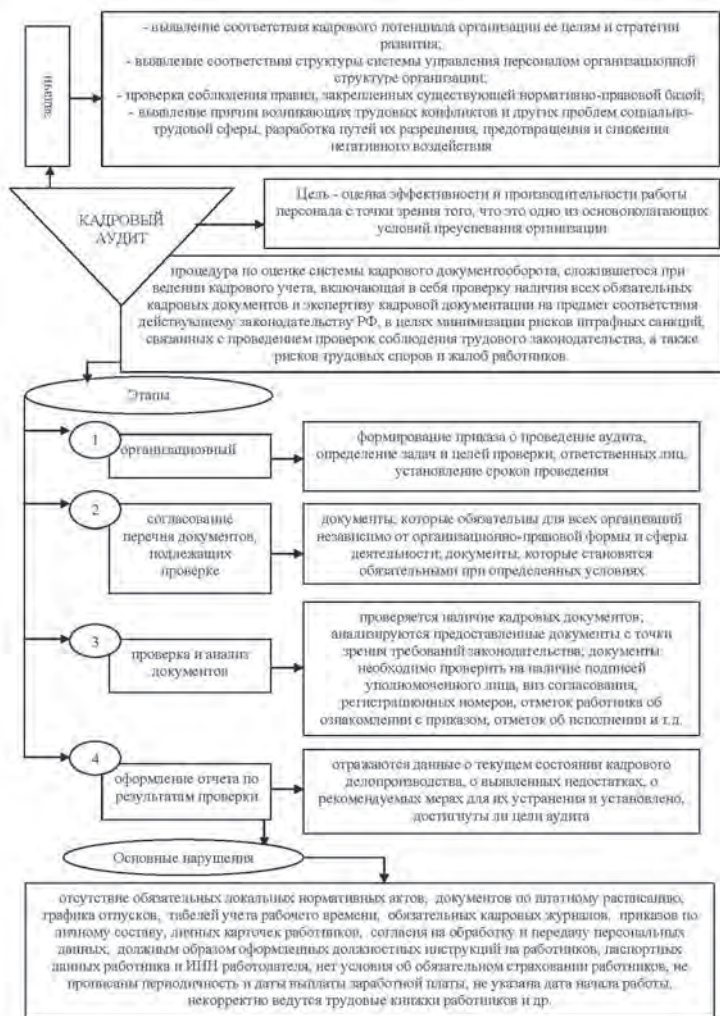 - выявление соответствия кадрового потенциала организации ее целям и стратегии
развития;
- выявление соответствия структуры системы управления персоналом организационной
структуре организации;
- проверка соблюдения правил, закрепленных существующей нормативно-правовой базой;
- выявление причин возникающих трудовых конфликтов и других проблем социально-
трудовой сферы, разработка путей их разрешения, предотвращения и снижения
негативного воздействия
задачи
КАДРОВЫЙ
АУДИТ
Цель - оценка эффективности и производительности работы
персонала с точки зрения того, что это одно из основополагающих
условий преуспевания организации
процедура по оценке системы кадрового документооборота, сложившегося при
ведении кадрового учета, включающая в себя проверку наличия всех обязательных
кадровых документов и экспертизу кадровой документации на предмет соответствия
действующему законодательству РФ, в целях минимизации рисков штрафных санкций,
связанных с проведением проверок соблюдения трудового законодательства, а также
рисков трудовых споров и жалоб работников.
Этапы
1
организационный
формирование приказа о проведение аудита,
определение задач и целей проверки, ответственных лиц,
установление сроков проведения
2
согласование
перечня документов,
подлежащих
проверке
документы, которые обязательны для всех организаций
независимо от организационно-правовой формы и сферы
деятельности; документы, которые становятся
обязательными при определенных условиях.
3
проверка и анализ
документов
проверяется наличие кадровых документов;
анализируются предоставленные документы с точки
зрения требований законодательства; документы
необходимо проверить на наличие подписей
уполномоченного лица, виз согласования,
регистрационных номеров, отметок работника об
ознакомлении с приказом, отметок об исполнении и т.д.
4
оформление отчета по
результатам проверки
отражаются данные о текущем состоянии кадрового
делопроизводства, о выявленных недостатках, о
рекомендуемых мерах для их устранения и установлено,
достигнуты ли цели аудита
Основные нарушения
отсутствие обязательных локальных нормативных актов, документов по штатному расписанию,
графика отпусков, табелей учета рабочего времени, обязательных кадровых журналов, приказов по
личному составу, личных карточек работников, согласия на обработку и передачу персональных
данных, должным образом оформленных должностных инструкций на работников, паспортных
данных работника и ИНН работодателя, нет условия об обязательном страховании работников, не
прописаны периодичность и даты выплаты заработной платы, не указана дата начала работы,
некорректно ведутся трудовые книжки работников и др.